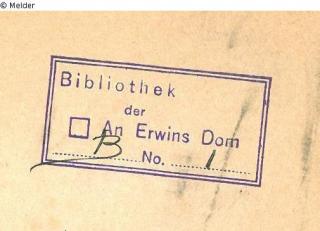 © Melder
Bibliothek
der
□ An Erwins Dom
B No. 1